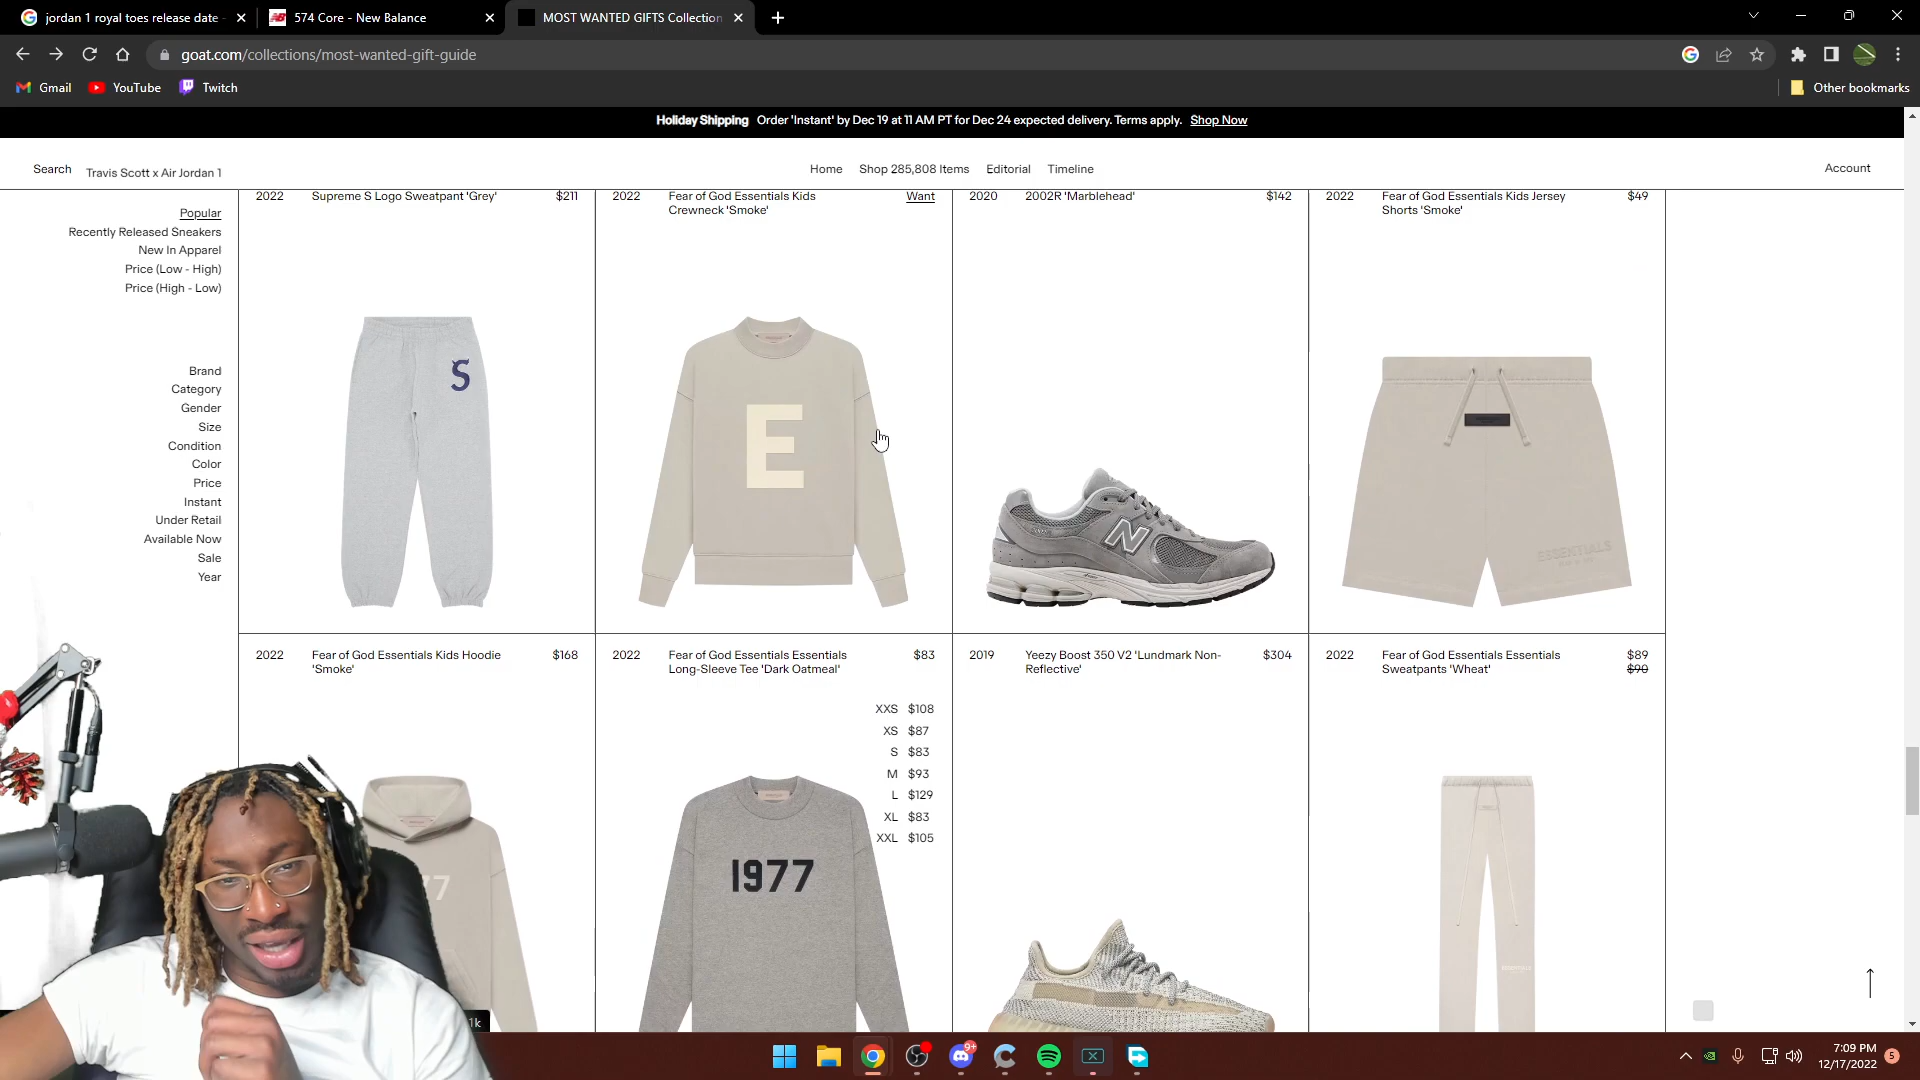 jordan 1 royal toes release date
574 Core - New Balance
MOST WANTED GIFTS Collection
goat.com/collections/most-wanted-gift-guide
Gmail
YouTube
Twitch
Other bookmarks
Holiday Shipping Order 'Instant' by Dec 19 at 11 AM PT for Dec 24 expected delivery. Terms apply. Shop Now
Search Travis Scott x Air Jordan 1
Home Shop 285,808 Items Editorial Timeline
Account
Popular
Recently Released Sneakers
New In Apparel
Price (Low - High)
Price (High - Low)
Brand
Category
Gender
Size
Condition
Color
Price
Instant
Under Retail
Available Now
Sale
Year
2022 Supreme S Logo Sweatpant 'Grey' $211
S
2022 Fear of God Essentials Kids Want
Crewneck 'Smoke'
E
2020 2002R 'Marblehead' $142
N
2022 Fear of God Essentials Kids Jersey $49
Shorts 'Smoke'
ESSENTIALS
2022 Fear of God Essentials Kids Hoodie $168
'Smoke'
77
2022 Fear of God Essentials Essentials $83
Long-Sleeve Tee 'Dark Oatmeal'
XXS $108
XS $87
S $83
M $93
L $129
XL $83
XXL $105
1977
2019 Yeezy Boost 350 V2 'Lundmark Non- $304
Reflective'
2022 Fear of God Essentials Essentials $89
Sweatpants 'Wheat' $90
1k
9+
7:09 PM
12/17/2022
5